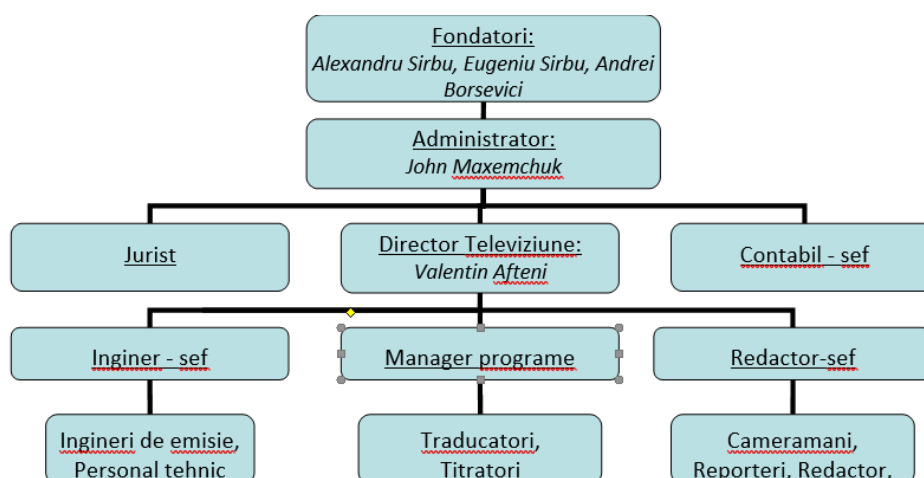 Fondatori:
Alexandru Sirbu, Eugeniu Sirbu, Andrei
Borsevici
Administrator:
John Maxemchuk
Jurist
Director Televiziune:
Valentin Afteni
Contabil - sef
Inginer - sef
Manager programe
Redactor-sef
Ingineri de emisie,
Personal tehnic
Traducatori,
Titratori
Cameramani,
Reporteri, Redactor,